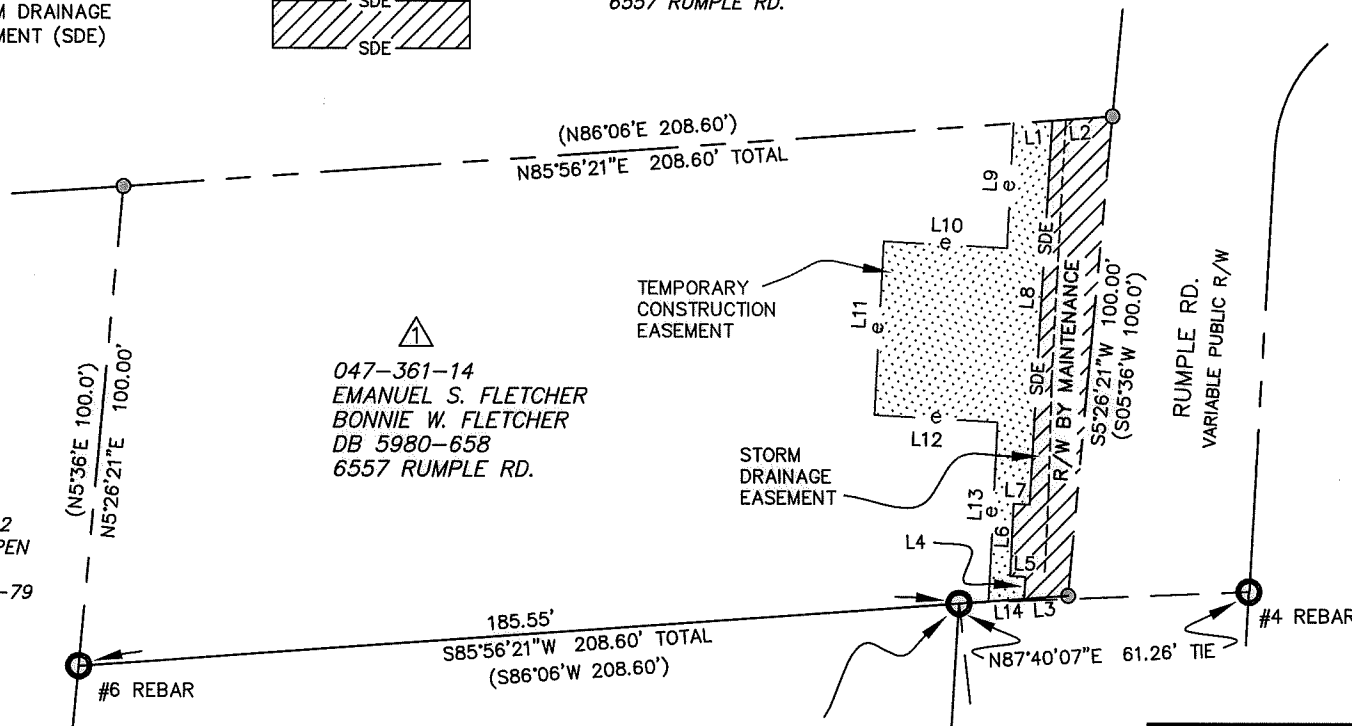 M DRAINAGE
MENT (SDE)
SDE
SDE
6557 RUMPLE RD.
(N86°06'E 208.60')
N85°56'21"E 208.60' TOTAL
L1
L2
L9
L10
SDE
TEMPORARY
CONSTRUCTION
EASEMENT
L11
L8
R/W BY MAINTENANCE
S5°26'21"W 100.00'
(S05°36'W 100.0')
RUMPLE RD.
VARIABLE PUBLIC R/W
1
047-361-14
EMANUEL S. FLETCHER
BONNIE W. FLETCHER
DB 5980-658
6557 RUMPLE RD.
(N5°36'E 100.0')
N5°26'21"E 100.00'
SDE
L12
STORM
DRAINAGE
EASEMENT
L7
L13
L6
L4
L5
2
PEN
-79
L14
L3
185.55'
S85°56'21"W 208.60' TOTAL
(S86°06'W 208.60')
#6 REBAR
N87°40'07"E 61.26' TIE
#4 REBAR
e
e
e
e
e